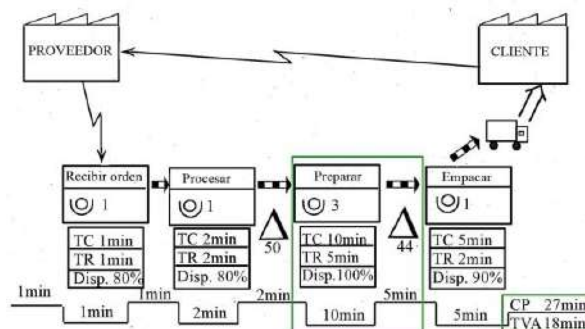 PROVEEDOR
CLIENTE
Recibir orden
1
TC 1min
TR 1min
Disp. 80%
Procesar
1
TC 2min
TR 2min
Disp. 80%
50
Preparar
3
TC 10min
TR 5min
Disp.100%
44
Empacar
1
TC 5min
TR 2min
Disp. 90%
1min
1min
1min
2min
2min
10min
5min
5min
CP 27min
TVA 18min